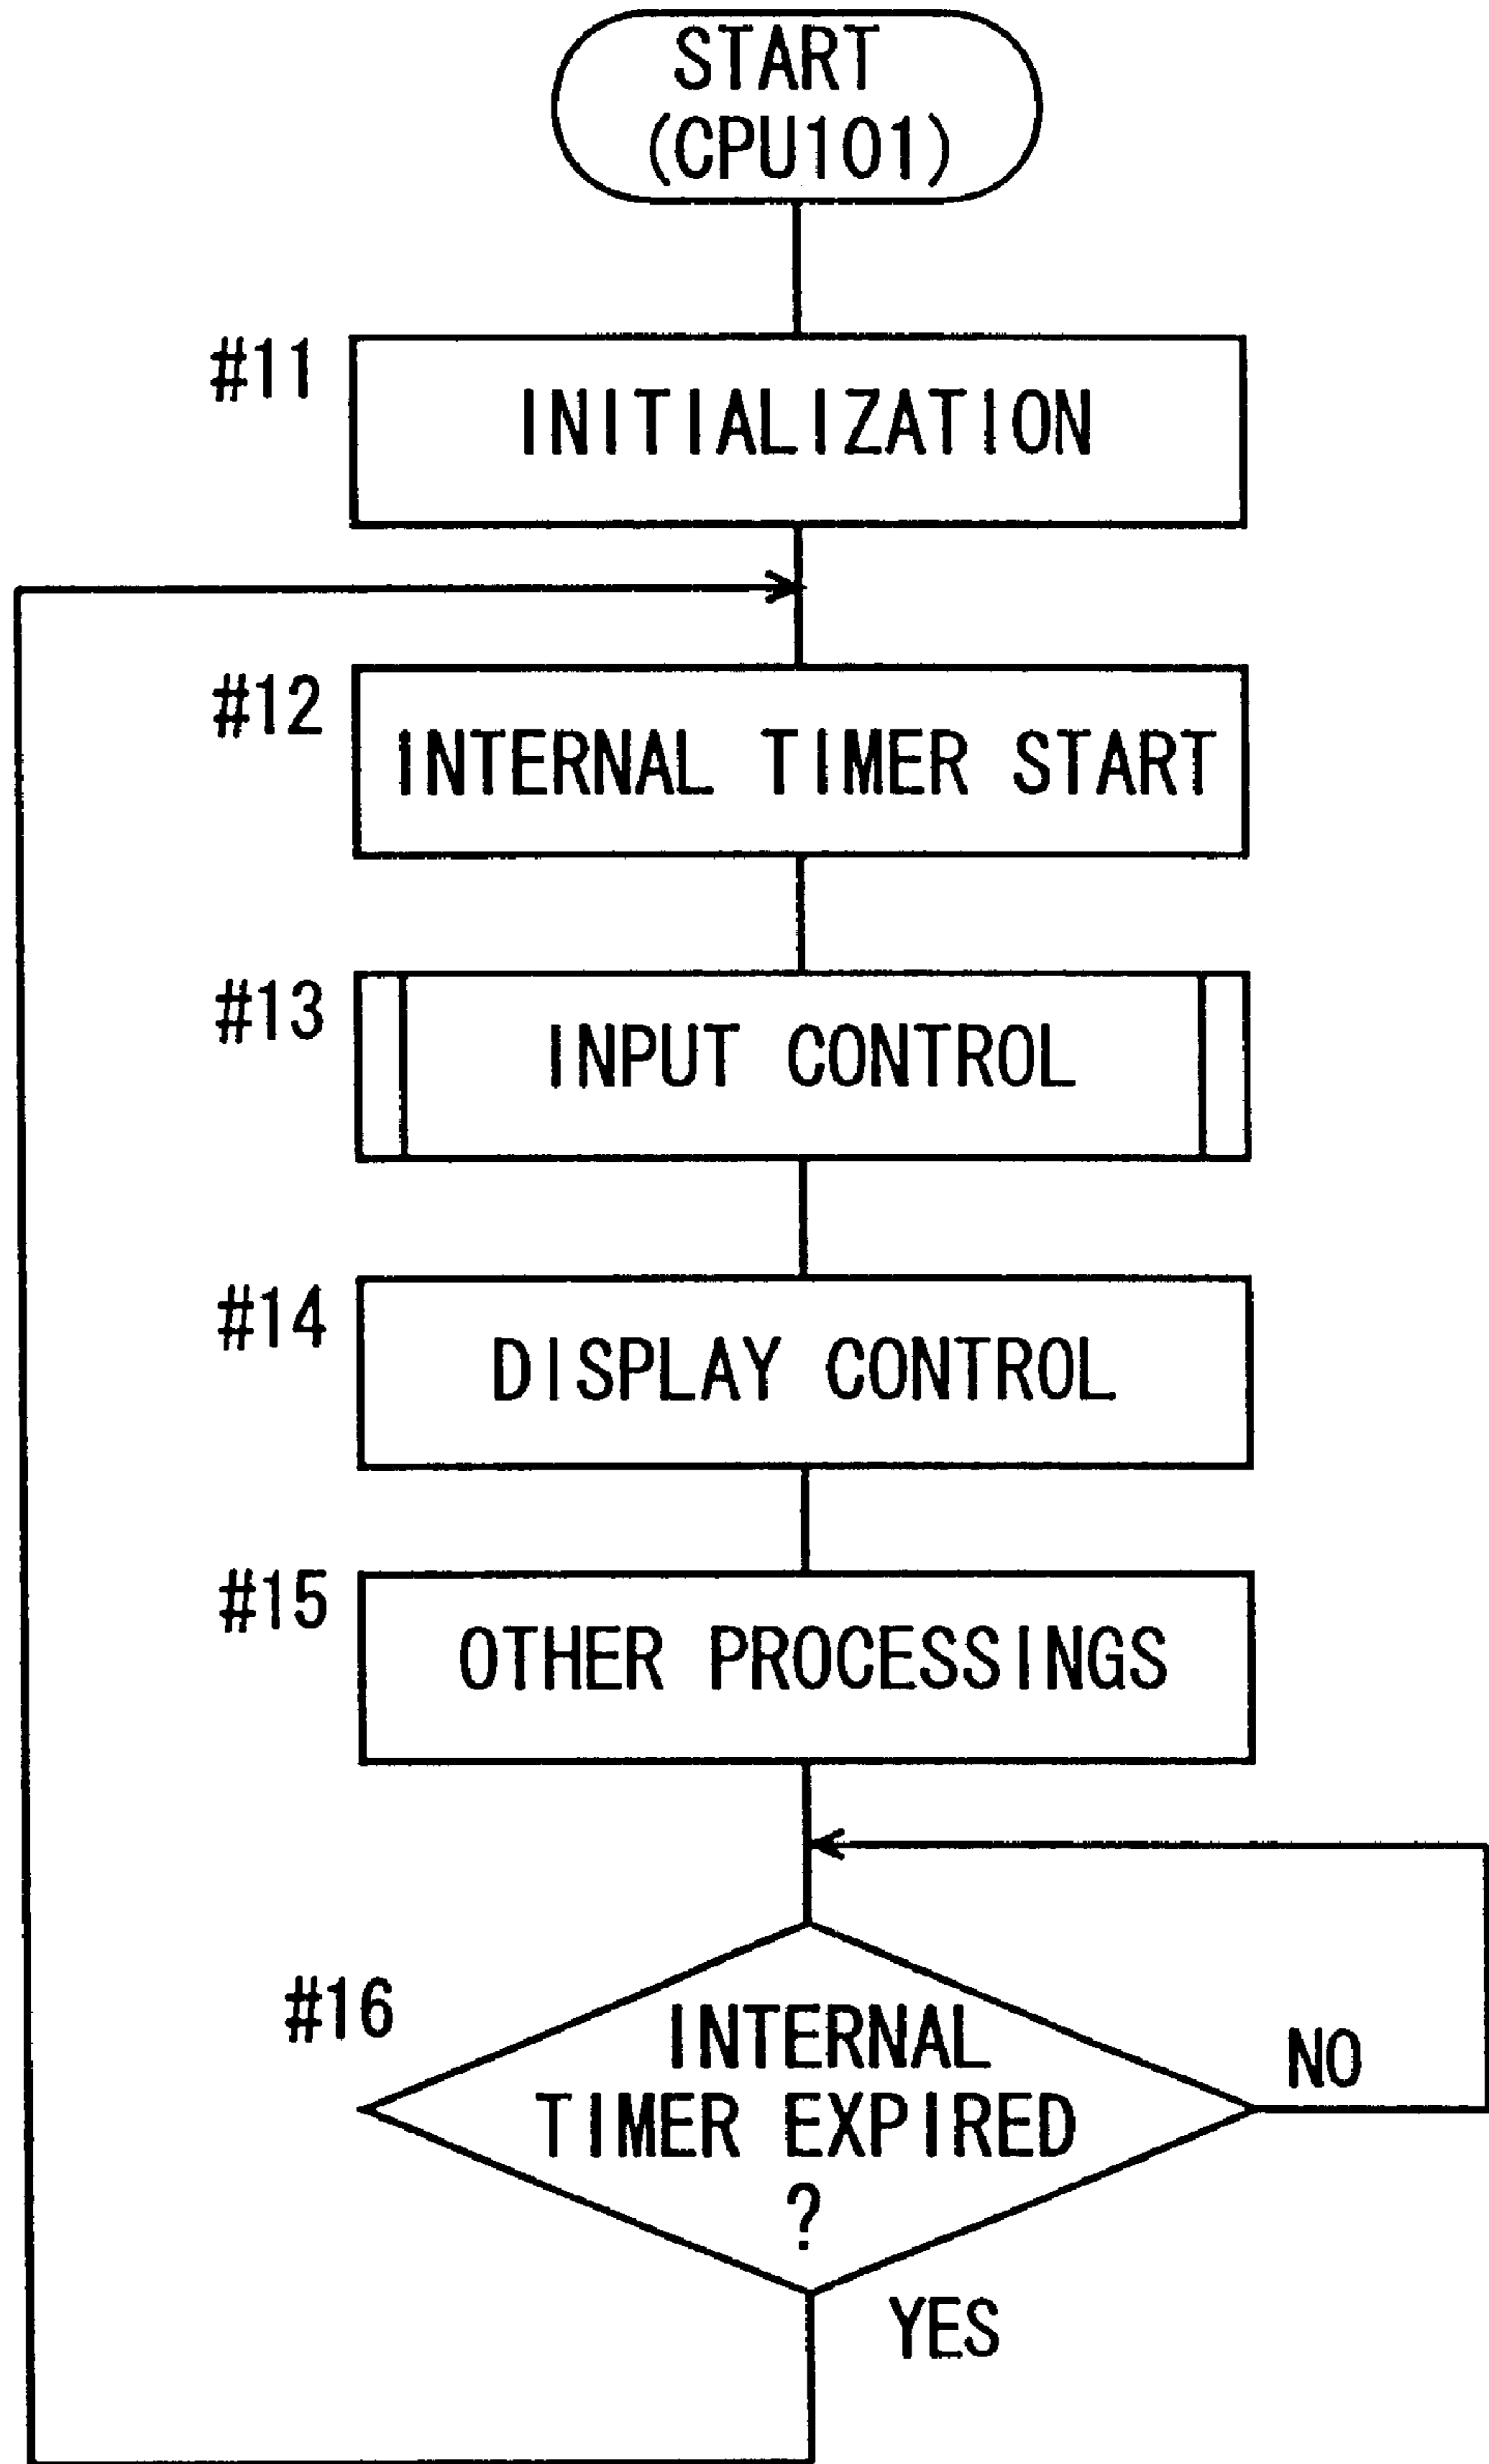 START
(CPU101)
#11
INITIALIZATION
#12
INTERNAL TIMER START
#13
INPUT CONTROL
#14
DISPLAY CONTROL
#15
OTHER PROCESSINGS
#16
INTERNAL
TIMER EXPIRED
?
NO
YES